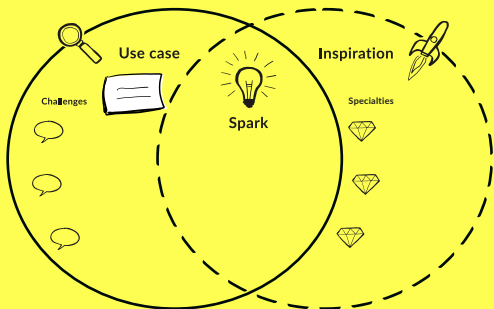 Use case
Inspiration
Challenges
Specialties
Spark